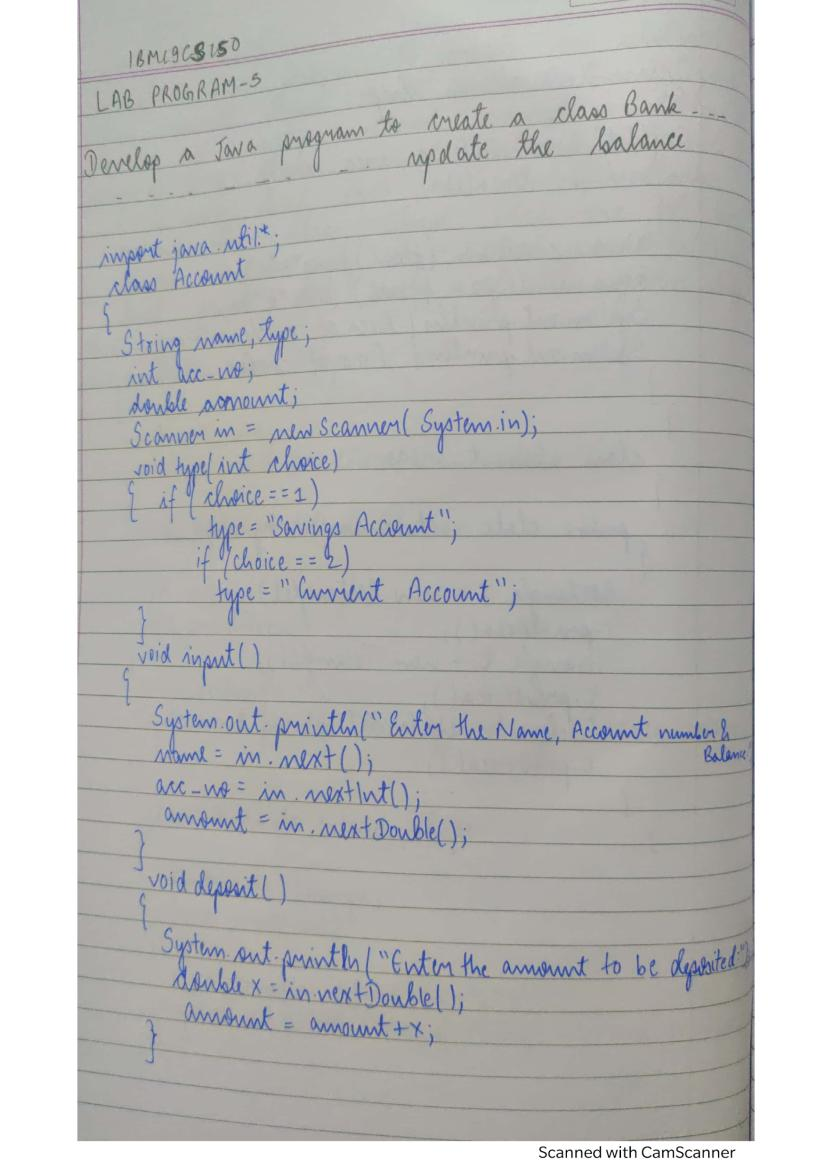 1BM19CS150
LAB PROGRAM-5
Develop a Java program to create a class Bank ...
. . . . - - . . . . update the balance
import java.util.*;
class Account
{
String name, type;
int acc_no;
double amount;
Scanner in = new Scanner( System.in);
void type(int choice)
{ if (choice==1)
type = "Savings Account";
if (choice == 2)
type = "Current Account";
}
void input()
{
System.out.println("Enter the Name, Account number &
Balance:"
name = in.next();
acc_no = in.nextInt();
amount = in.nextDouble();
}
void deposit()
{
System.out.println("Enter the amount to be deposited:")
double x = in.nextDouble();
amount = amount+x;
}
Scanned with CamScanner